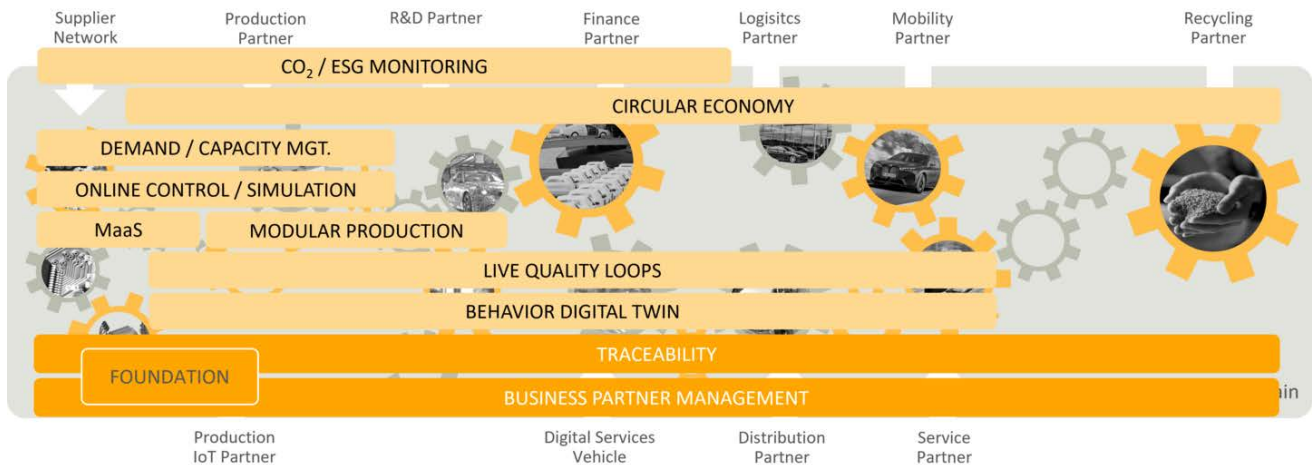 Supplier
Network
Production
Partner
R&D Partner
Finance
Partner
Logisitcs
Partner
Mobility
Partner
Recycling
Partner
CO₂ / ESG MONITORING
CIRCULAR ECONOMY
DEMAND / CAPACITY MGT.
ONLINE CONTROL / SIMULATION
MaaS
MODULAR PRODUCTION
LIVE QUALITY LOOPS
BEHAVIOR DIGITAL TWIN
TRACEABILITY
FOUNDATION
BUSINESS PARTNER MANAGEMENT
Production
IoT Partner
Digital Services
Vehicle
Distribution
Partner
Service
Partner